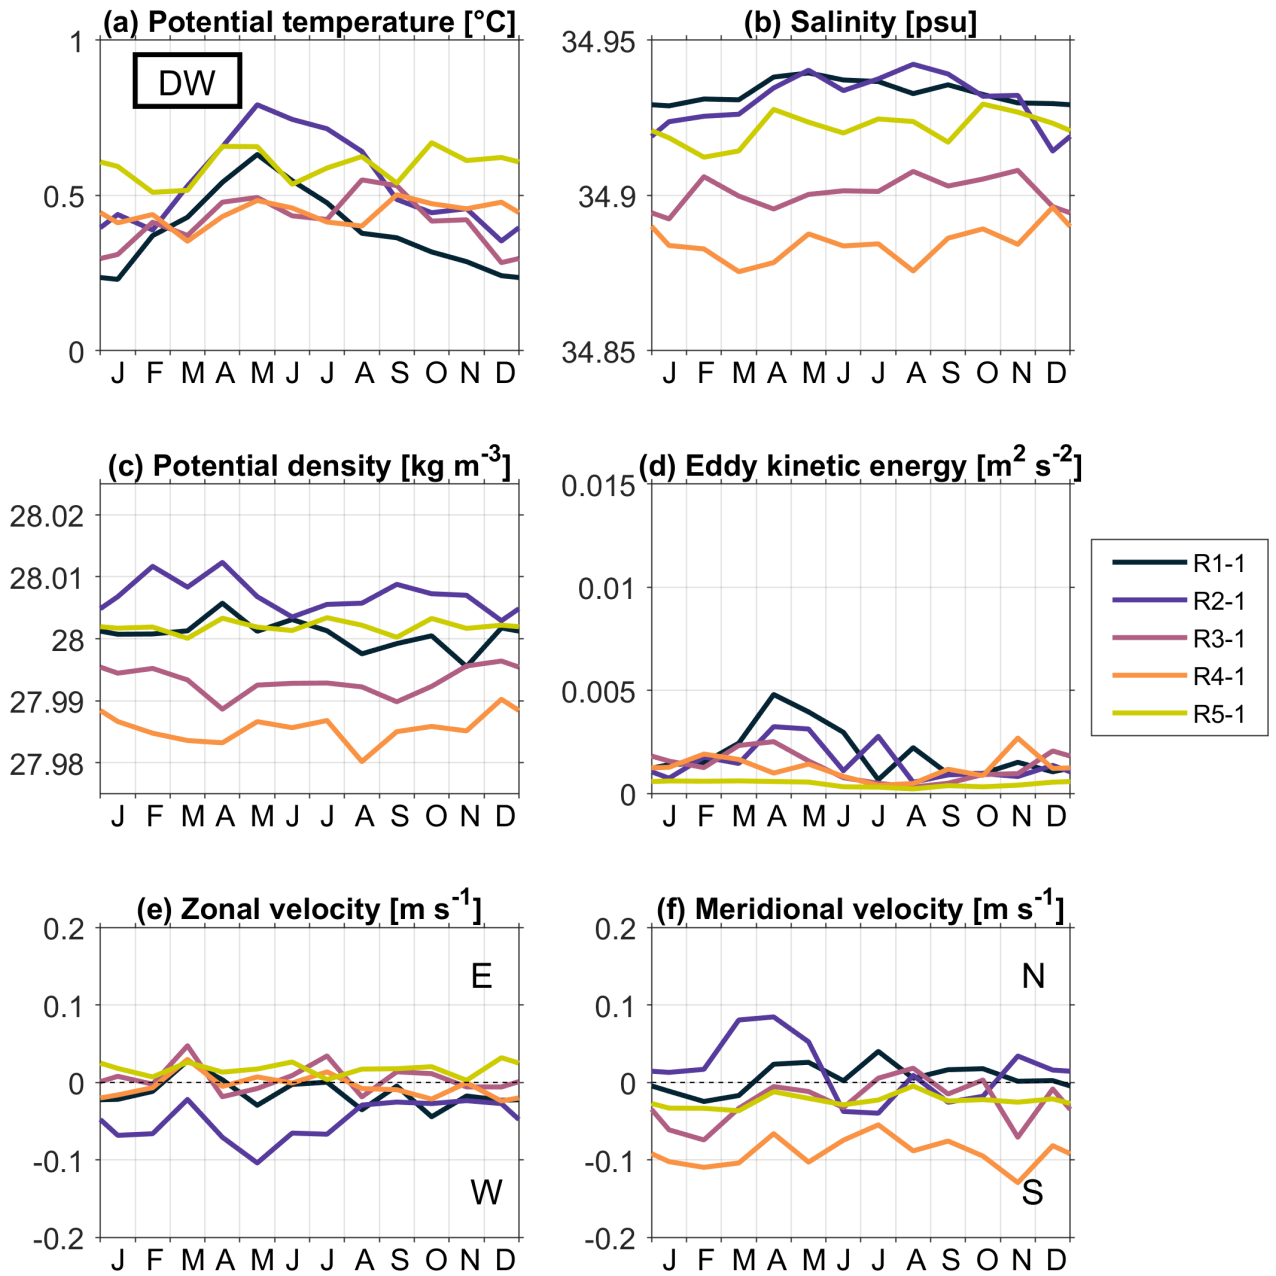 (a) Potential temperature [°C]
1
0.5
0
DW
J F M A M J J A S O N D
(b) Salinity [psu]
34.95
34.9
34.85
J F M A M J J A S O N D
(c) Potential density [kg m-3]
28.02
28.01
28
27.99
27.98
J F M A M J J A S O N D
(d) Eddy kinetic energy [m2 s-2]
0.015
0.01
0.005
0
J F M A M J J A S O N D
R1-1
R2-1
R3-1
R4-1
R5-1
(e) Zonal velocity [m s-1]
0.2
0.1
0
-0.1
-0.2
E
W
J F M A M J J A S O N D
(f) Meridional velocity [m s-1]
0.2
0.1
0
-0.1
-0.2
N
S
J F M A M J J A S O N D